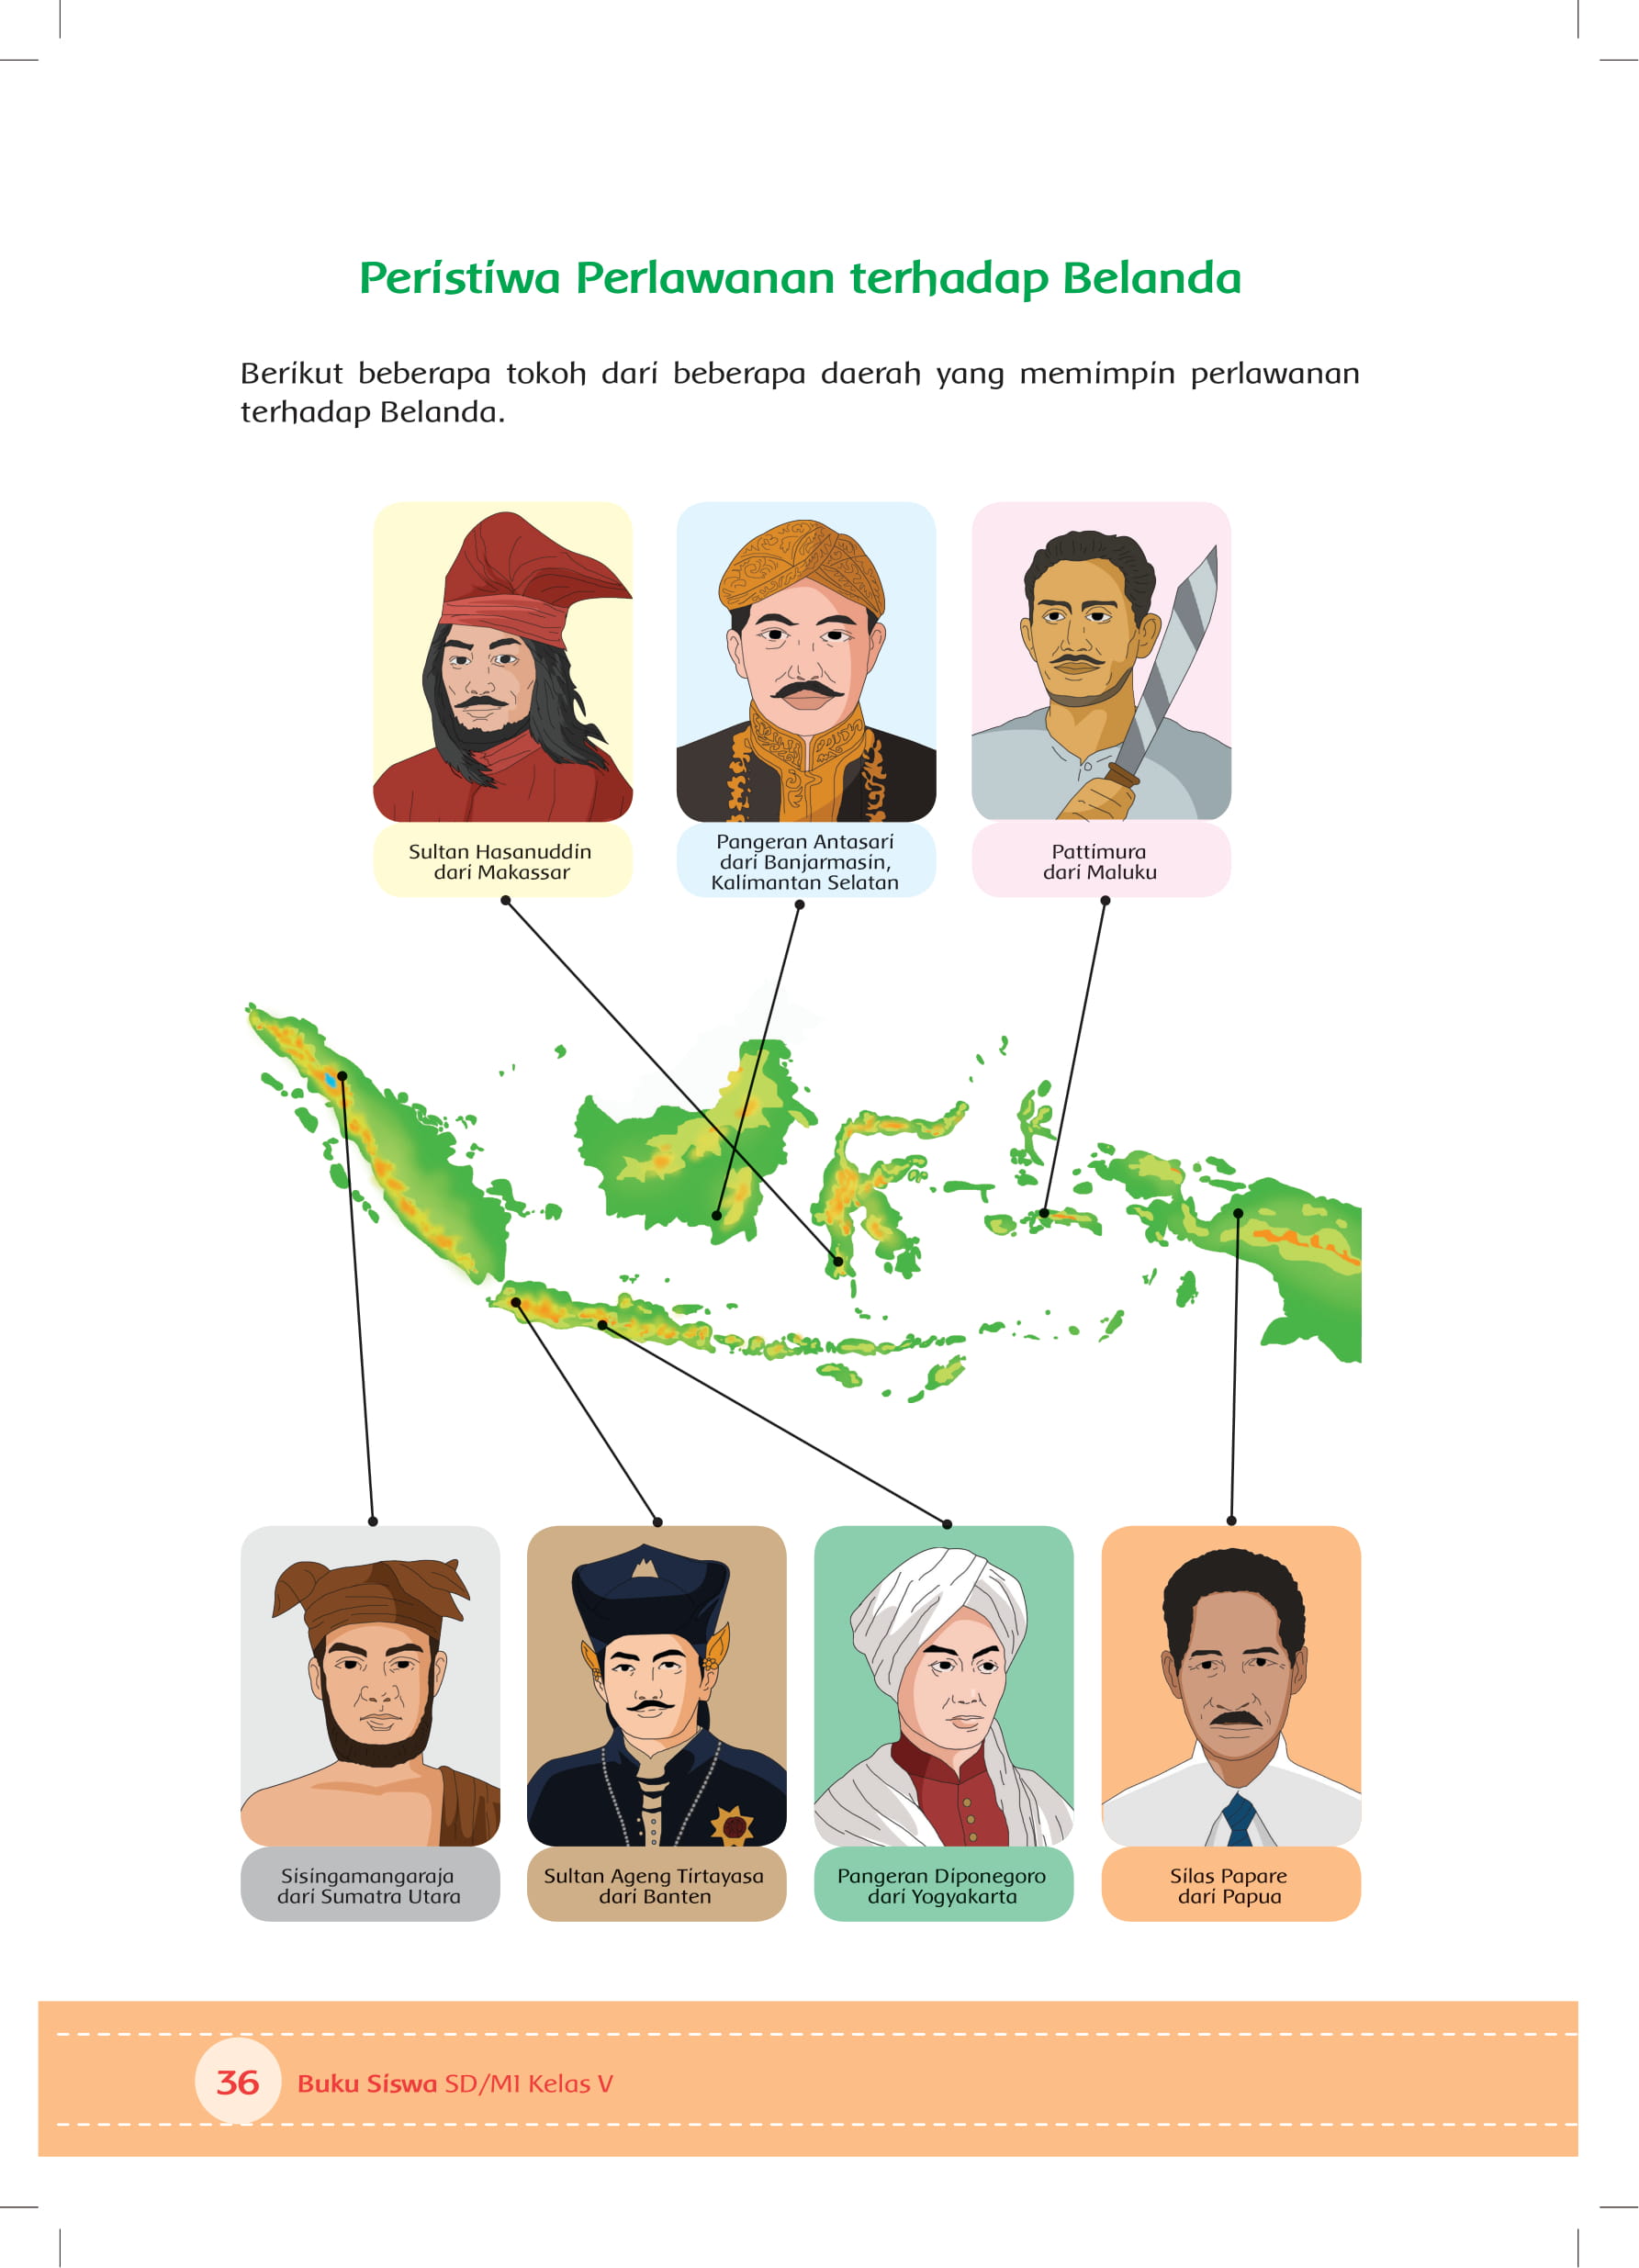 Peristiwa Perlawanan terhadap Belanda
Berikut beberapa tokoh dari beberapa daerah yang memimpin perlawanan
terhadap Belanda.
Sultan Hasanuddin
dari Makassar
Pangeran Antasari
dari Banjarmasin,
Kalimantan Selatan
Pattimura
dari Maluku
Sisingamangaraja
dari Sumatra Utara
Sultan Ageng Tirtayasa
dari Banten
Pangeran Diponegoro
dari Yogyakarta
Silas Papare
dari Papua
36 Buku Siswa SD/MI Kelas V